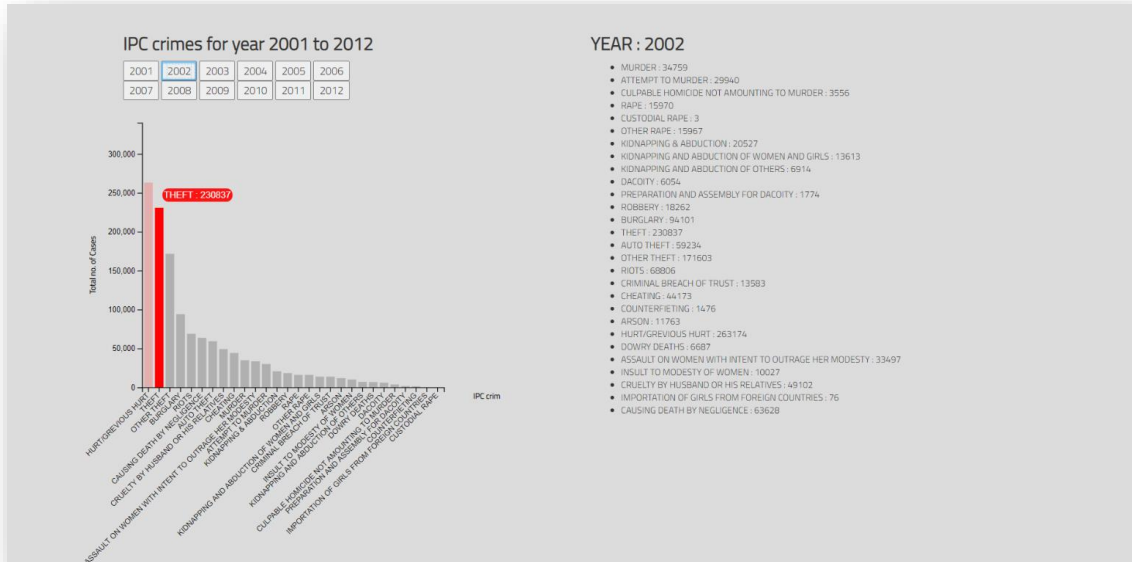 IPC crimes for year 2001 to 2012
2001 2002 2003 2004 2005 2006
2007 2008 2009 2010 2011 2012
300,000
250,000
200,000
150,000
100,000
50,000
0
Total no. of Cases
THEFT : 230837
HURT/GREVIOUS HURT
THEFT
OTHER THEFT
BURGLARY
RIOTS
CAUSING DEATH BY NEGLIGENCE
AUTO THEFT
CRUELTY BY HUSBAND OR HIS RELATIVES
CHEATING
MURDER
ASSAULT ON WOMEN WITH INTENT TO OUTRAGE HER MODESTY
ATTEMPT TO MURDER
KIDNAPPING & ABDUCTION
ROBBERY
RAPE
OTHER RAPE
KIDNAPPING AND ABDUCTION OF WOMEN AND GIRLS
CRIMINAL BREACH OF TRUST
ARSON
INSULT TO MODESTY OF WOMEN
KIDNAPPING AND ABDUCTION OF OTHERS
DOWRY DEATHS
DACOITY
CULPABLE HOMICIDE NOT AMOUNTING TO MURDER
PREPARATION AND ASSEMBLY FOR DACOITY
COUNTERFIETING
IMPORTATION OF GIRLS FROM FOREIGN COUNTRIES
CUSTODIAL RAPE
IPC crim
YEAR : 2002
MURDER : 34759
ATTEMPT TO MURDER : 29940
CULPABLE HOMICIDE NOT AMOUNTING TO MURDER : 3556
RAPE : 15970
CUSTODIAL RAPE : 3
OTHER RAPE : 15967
KIDNAPPING & ABDUCTION : 20527
KIDNAPPING AND ABDUCTION OF WOMEN AND GIRLS : 13613
KIDNAPPING AND ABDUCTION OF OTHERS : 6914
DACOITY : 6054
PREPARATION AND ASSEMBLY FOR DACOITY : 1774
ROBBERY : 18262
BURGLARY : 94101
THEFT : 230837
AUTO THEFT : 59234
OTHER THEFT : 171603
RIOTS : 68806
CRIMINAL BREACH OF TRUST : 13583
CHEATING : 44173
COUNTERFIETING : 1476
ARSON : 11763
HURT/GREVIOUS HURT : 263174
DOWRY DEATHS : 6687
ASSAULT ON WOMEN WITH INTENT TO OUTRAGE HER MODESTY : 33497
INSULT TO MODESTY OF WOMEN : 10027
CRUELTY BY HUSBAND OR HIS RELATIVES : 49102
IMPORTATION OF GIRLS FROM FOREIGN COUNTRIES : 76
CAUSING DEATH BY NEGLIGENCE : 63628